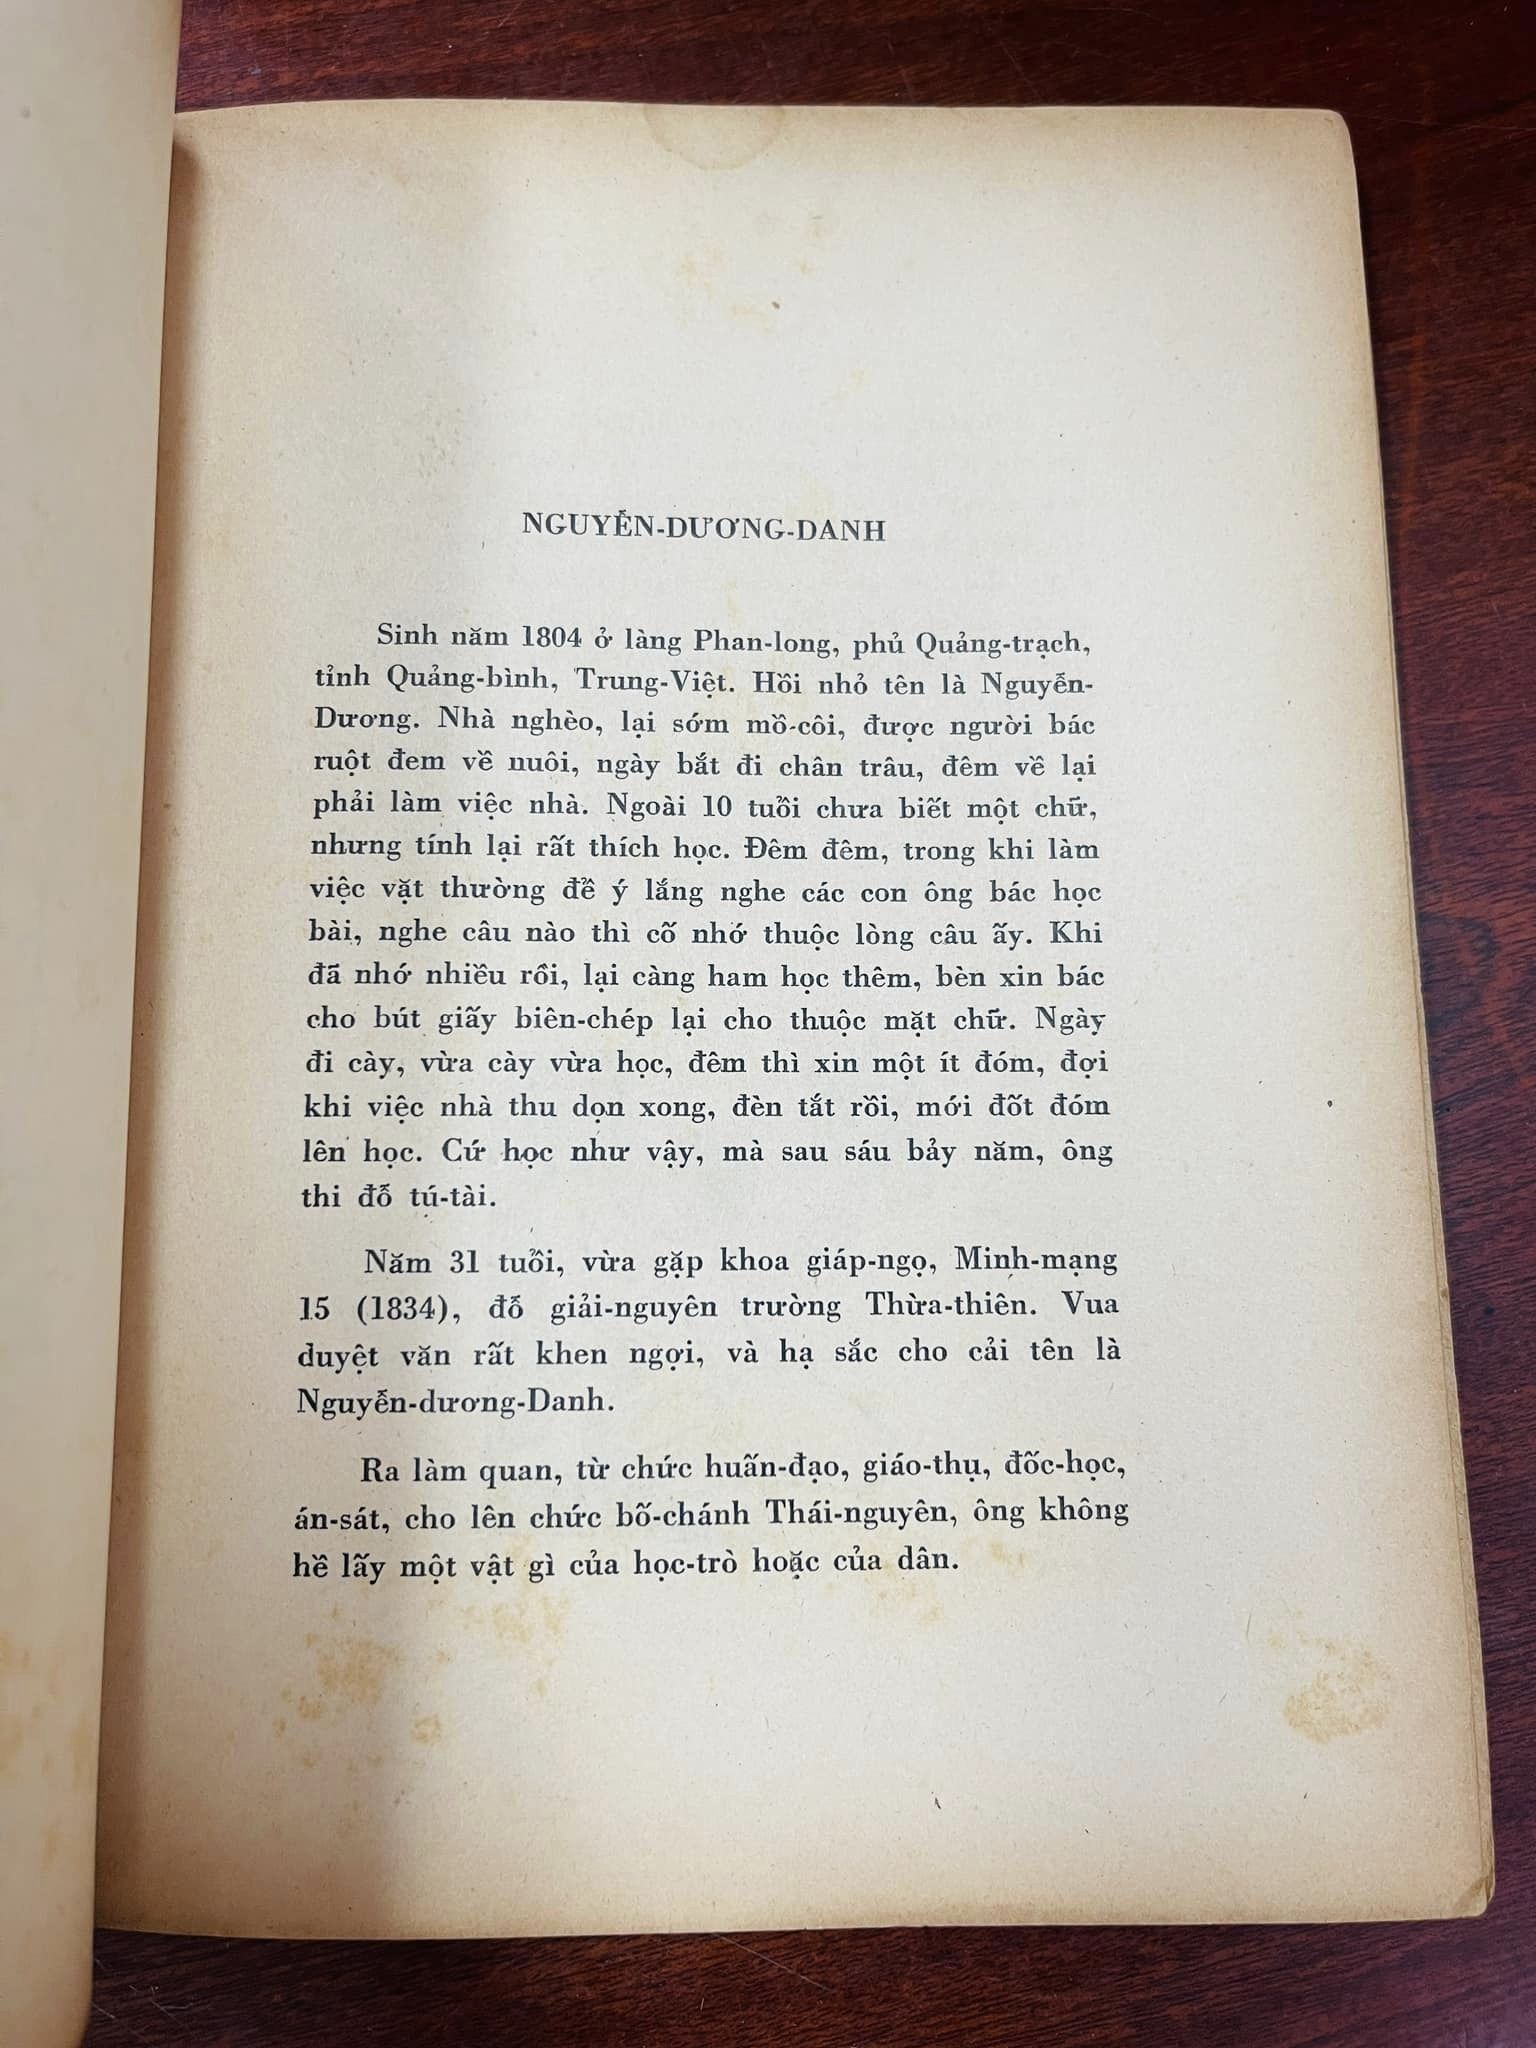 NGUYỄN-DƯƠNG-DANH
Sinh năm 1804 ở làng Phan-long, phủ Quảng-trạch,
tỉnh Quảng-bình, Trung-Việt. Hồi nhỏ tên là Nguyễn-
Dương. Nhà nghèo, lại sớm mồ-côi, được người bác
ruột đem về nuôi, ngày bắt đi chân trâu, đêm về lại
phải làm việc nhà. Ngoài 10 tuổi chưa biết một chữ,
nhưng tính lại rất thích học. Đêm đêm, trong khi làm
việc vặt thường để ý lắng nghe các con ông bác học
bài, nghe câu nào thì cố nhớ thuộc lòng câu ấy. Khi
đã nhớ nhiều rồi, lại càng ham học thêm, bèn xin bác
cho bút giấy biên-chép lại cho thuộc mặt chữ. Ngày
đi cày, vừa cày vừa học, đêm thì xin một ít đóm, đợi
khi việc nhà thu dọn xong, đèn tắt rồi, mới đốt đóm
lên học. Cứ học như vậy, mà sau sáu bảy năm, ông
thi đỗ tú-tài.
Năm 31 tuổi, vừa gặp khoa giáp-ngọ, Minh-mạng
15 (1834), đỗ giải-nguyên trường Thừa-thiên. Vua
duyệt văn rất khen ngợi, và hạ sắc cho cải tên là
Nguyễn-dương-Danh.
Ra làm quan, từ chức huấn-đạo, giáo-thụ, đốc-học,
án-sát, cho lên chức bố-chánh Thái-nguyên, ông không
hề lấy một vật gì của học-trò hoặc của dân.